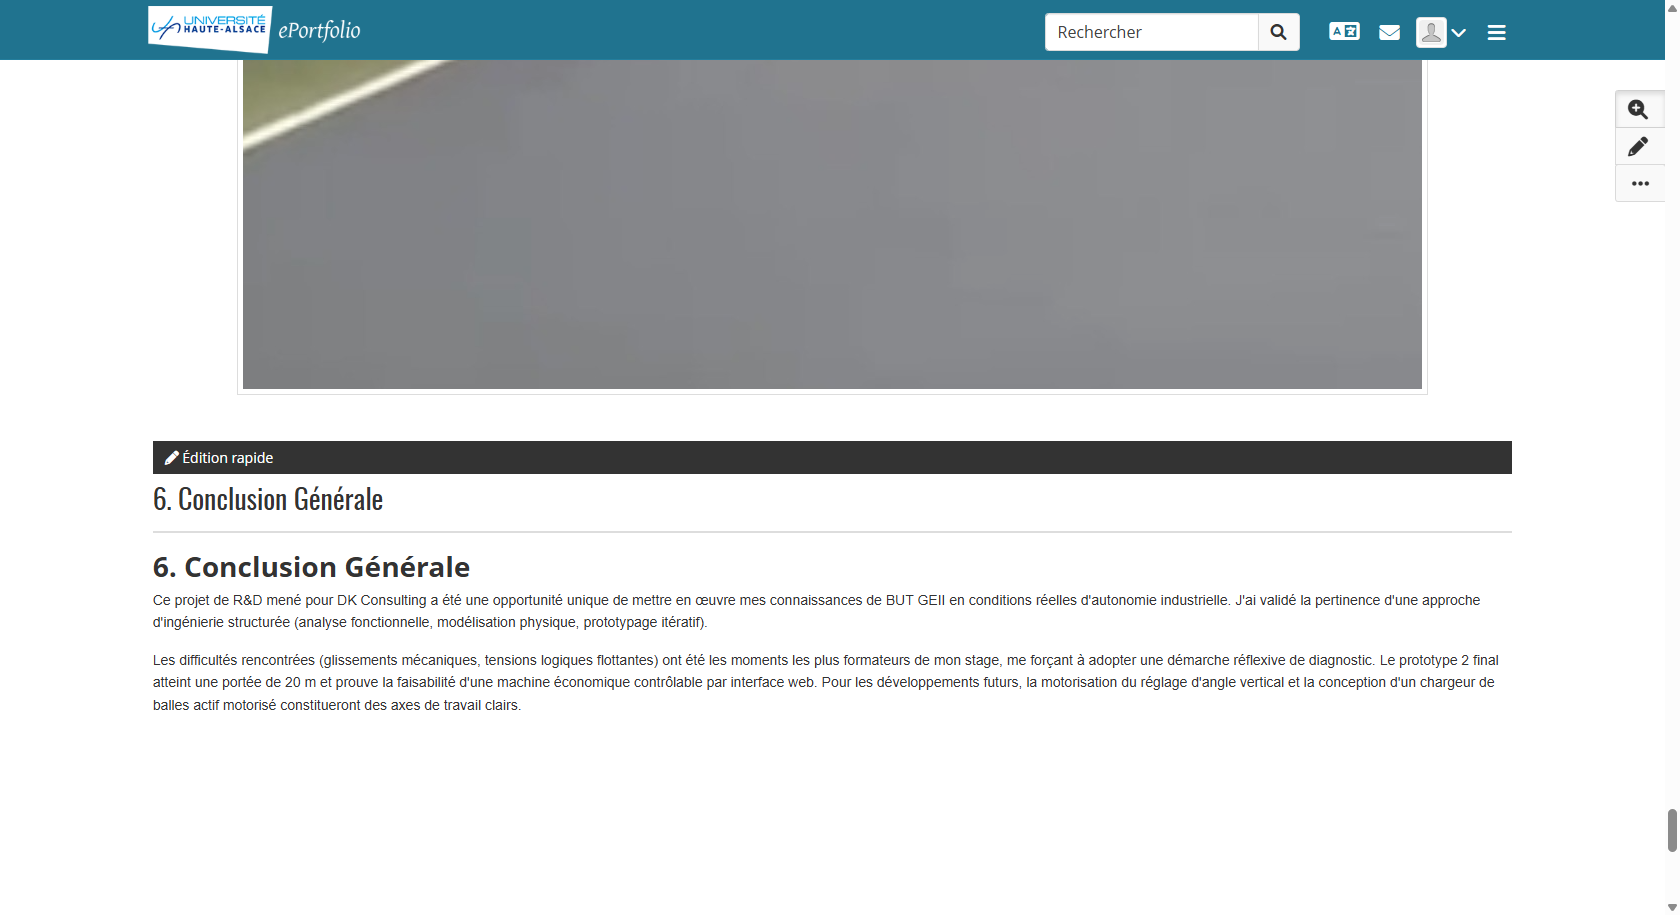 UNIVERSITÉ
HAUTE-ALSACE
ePortfolio
Rechercher
A
Édition rapide
6. Conclusion Générale
6. Conclusion Générale
Ce projet de R&D mené pour DK Consulting a été une opportunité unique de mettre en œuvre mes connaissances de BUT GEII en conditions réelles d'autonomie industrielle. J'ai validé la pertinence d'une approche
d'ingénierie structurée (analyse fonctionnelle, modélisation physique, prototypage itératif).
Les difficultés rencontrées (glissements mécaniques, tensions logiques flottantes) ont été les moments les plus formateurs de mon stage, me forçant à adopter une démarche réflexive de diagnostic. Le prototype 2 final
atteint une portée de 20 m et prouve la faisabilité d'une machine économique contrôlable par interface web. Pour les développements futurs, la motorisation du réglage d'angle vertical et la conception d'un chargeur de
balles actif motorisé constitueront des axes de travail clairs.